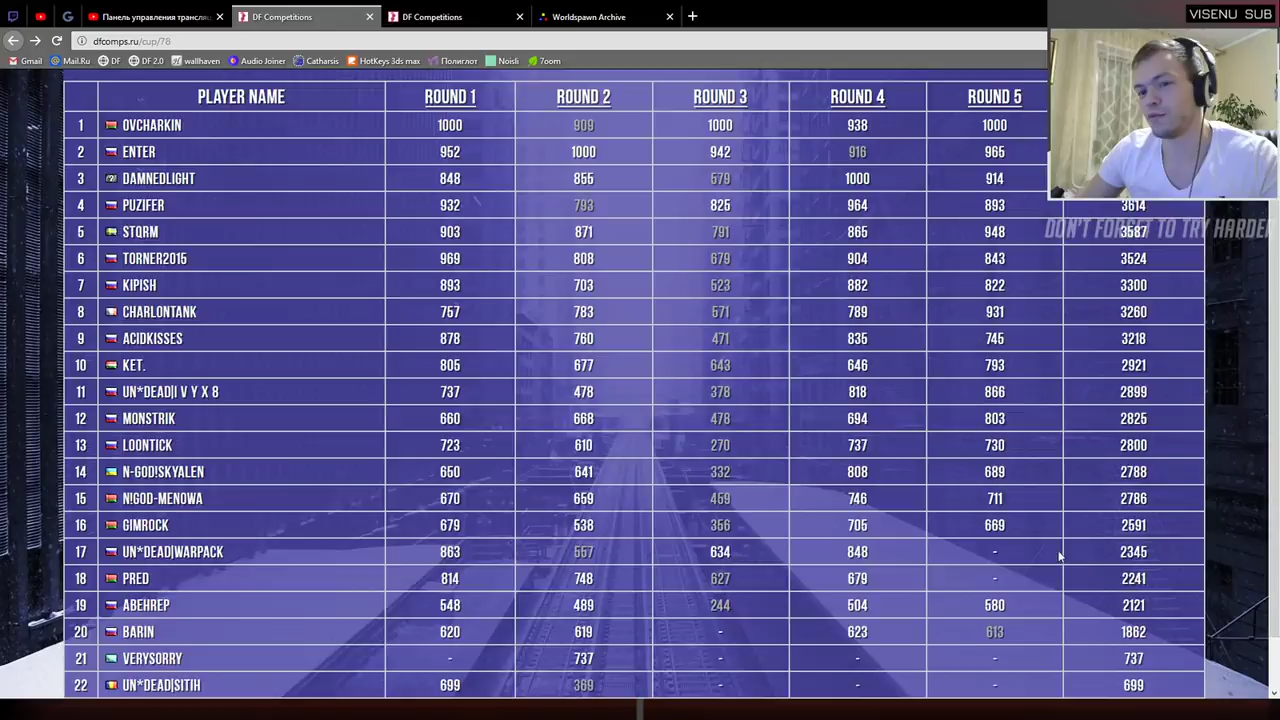 Панель управления трансляц
DF Competitions
DF Competitions
Worldspawn Archive
VISENU SUB
dfcomps.ru/cup/78
Gmail Mail.Ru DF DF 2.0 wallhaven Audio Joiner Catharsis HotKeys 3ds max Полиглот Noisli 7oom
PLAYER NAME ROUND 1 ROUND 2 ROUND 3 ROUND 4 ROUND 5
1 OVCHARKIN 1000 909 1000 938 1000
2 ENTER 952 1000 942 916 965
3 DAMNEDLIGHT 848 855 579 1000 914
4 PUZIFER 932 793 825 964 893 3614
DON'T FORGET TO TRY HARDER
5 STQRM 903 871 791 865 948 3587
6 TORNER2015 969 808 679 904 843 3524
7 KIPISH 893 703 523 882 822 3300
8 CHARLONTANK 757 783 571 789 931 3260
9 ACIDKISSES 878 760 471 835 745 3218
10 KET. 805 677 643 646 793 2921
11 UN*DEAD|I V Y X 8 737 478 378 818 866 2899
12 MONSTRIK 660 668 478 694 803 2825
13 LOONTICK 723 610 270 737 730 2800
14 N-GOD!SKYALEN 650 641 332 808 689 2788
15 N!GOD-MENOWA 670 659 459 746 711 2786
16 GIMROCK 679 538 356 705 669 2591
17 UN*DEAD|WARPACK 863 557 634 848 - 2345
18 PRED 814 748 627 679 - 2241
19 ABEHREP 548 489 244 504 580 2121
20 BARIN 620 619 - 623 613 1862
21 VERYSORRY - 737 - - - 737
22 UN*DEAD|SITIH 699 369 - - - 699